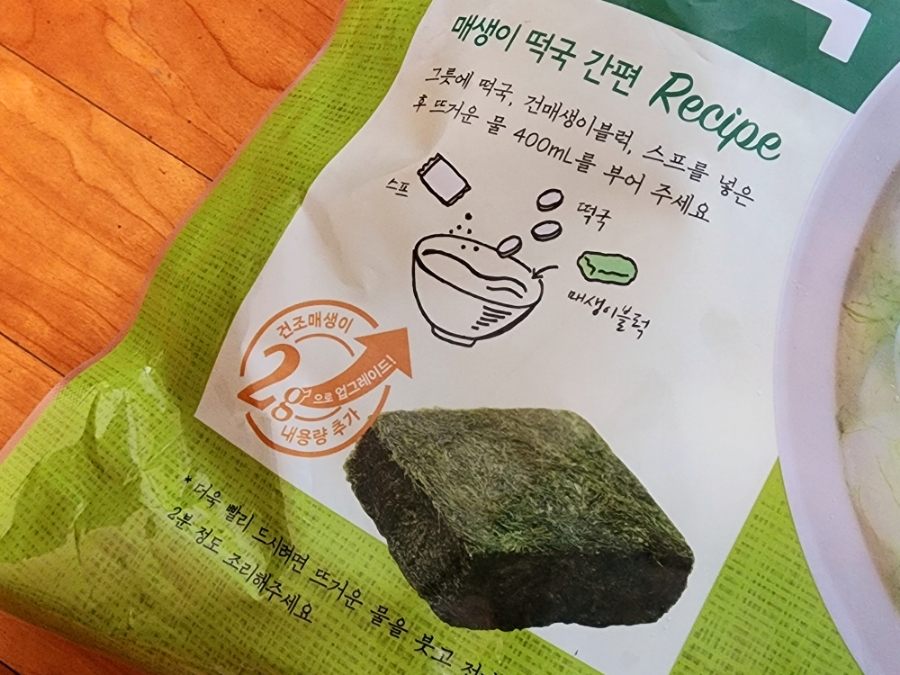 매생이 떡국 간편 Recipe
그릇에 떡국, 건매생이블럭, 스프를 넣은
후 뜨거운 물 400mL를 부어 주세요
스프
떡국
매생이블럭
건조매생이
2g으로 업그레이드!
내용량 추가
* 더욱 빨리 드시려면 뜨거운 물을 붓고
2분 정도 조리해주세요